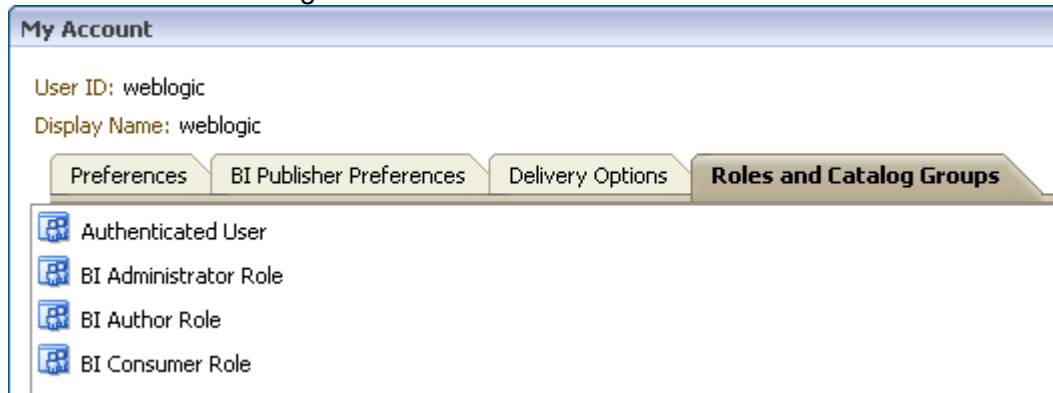 My Account
User ID: weblogic
Display Name: weblogic
Preferences BI Publisher Preferences Delivery Options Roles and Catalog Groups
Authenticated User
BI Administrator Role
BI Author Role
BI Consumer Role